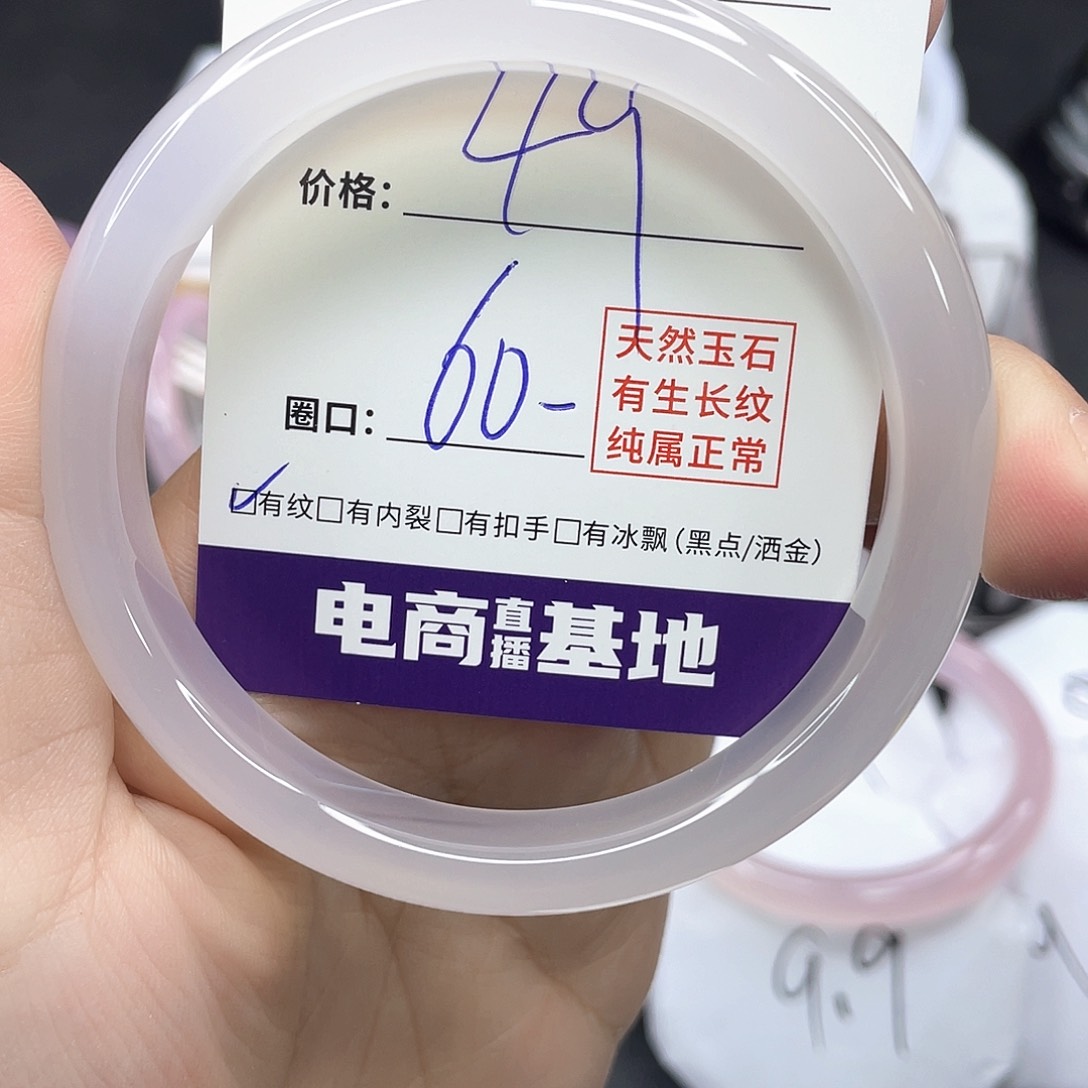 49
价格：
60-
圈口：
天然玉石
有生长纹
纯属正常
☑有纹□有内裂□有扣手□有冰飘(黑点/洒金)
电商直播基地
9.9